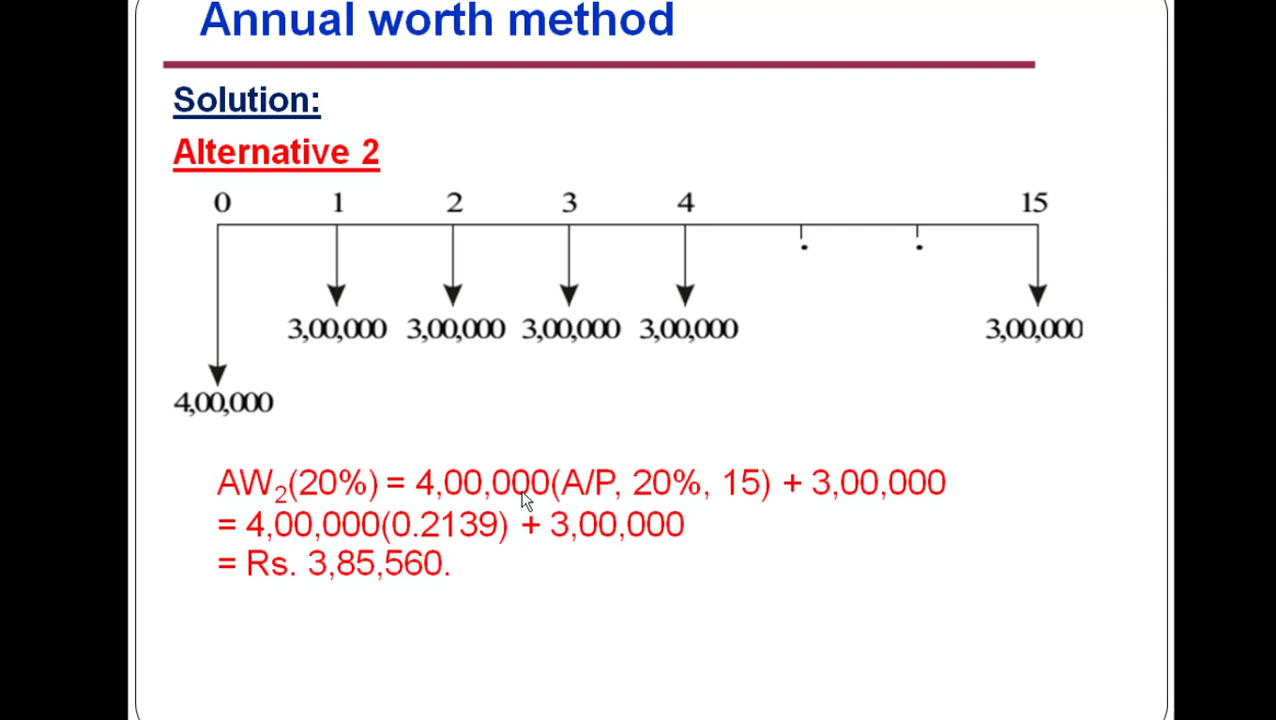 Annual worth method
Solution:
Alternative 2
0 1 2 3 4 15
3,00,000 3,00,000 3,00,000 3,00,000 3,00,000
4,00,000
AW₂(20%) = 4,00,000(A/P, 20%, 15) + 3,00,000
= 4,00,000(0.2139) + 3,00,000
= Rs. 3,85,560.